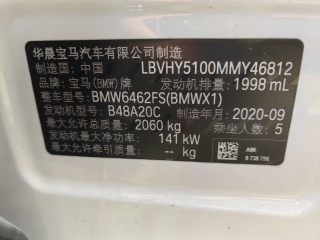 华晨宝马汽车有限公司制造
制造国：中国 LBVHY5100MMY46812
品牌：宝马(BMW)牌 发动机排量：1998 mL
整车型号：BMW6462FS(BMWX1)
发动机型号：B48A20C 制造年月：2020-09
最大允许总质量：2060 kg 乘坐人数：5
发动机最大净功率：141 kW
最大允许牵引质量：-- kg
A96
8 738 798